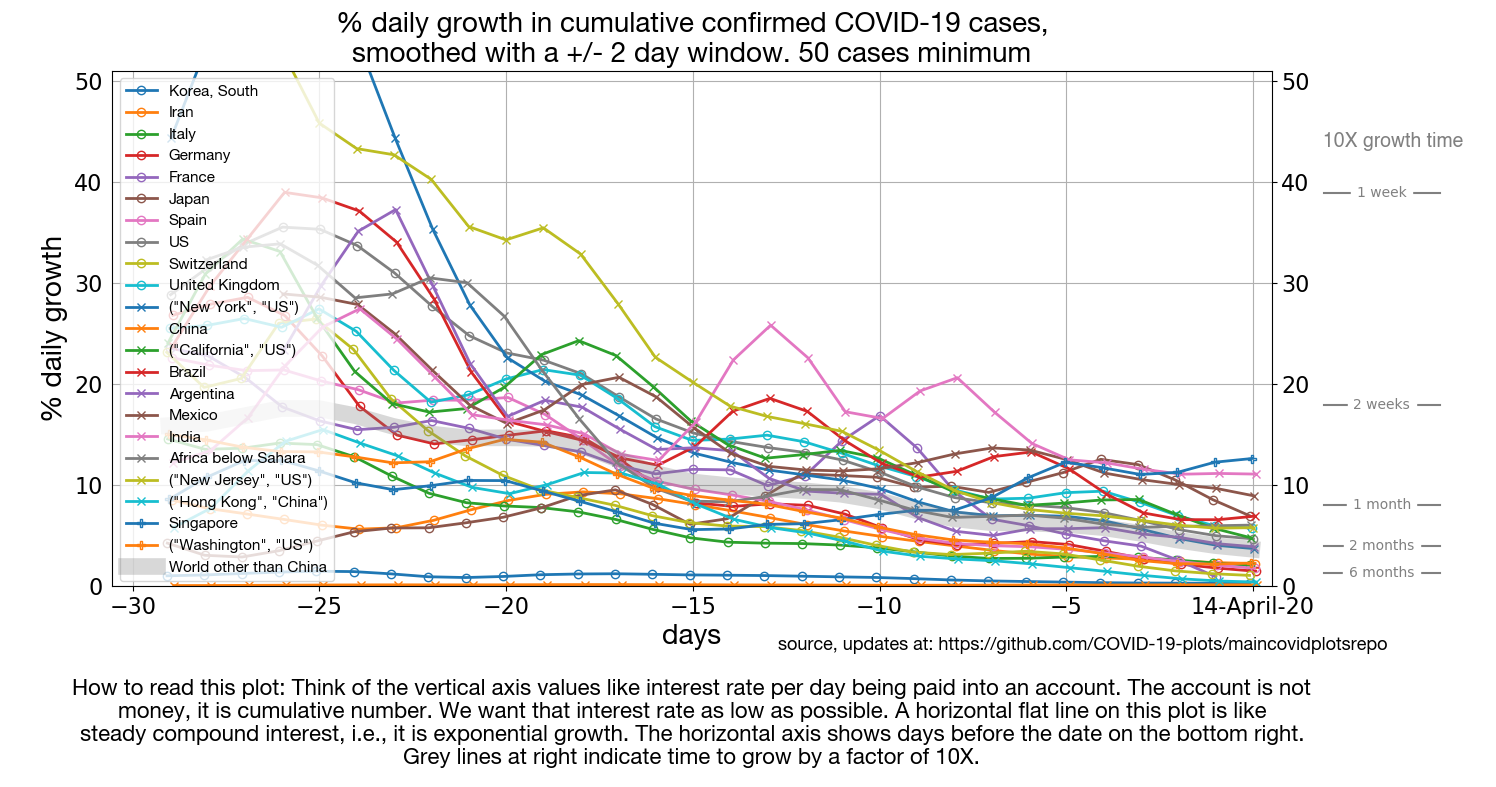 % daily growth in cumulative confirmed COVID-19 cases,
smoothed with a +/- 2 day window. 50 cases minimum
50
40
30
20
10
0
% daily growth
Korea, South
Iran
Italy
Germany
France
Japan
Spain
US
Switzerland
United Kingdom
("New York", "US")
China
("California", "US")
Brazil
Argentina
Mexico
India
Africa below Sahara
("New Jersey", "US")
("Hong Kong", "China")
Singapore
("Washington", "US")
World other than China
50
40
30
20
10
0
10X growth time
1 week
2 weeks
1 month
2 months
6 months
−30 −25 −20 −15 −10 −5 14-April-20
days
source, updates at: https://github.com/COVID-19-plots/maincovidplotsrepo
How to read this plot: Think of the vertical axis values like interest rate per day being paid into an account. The account is not
money, it is cumulative number. We want that interest rate as low as possible. A horizontal flat line on this plot is like
steady compound interest, i.e., it is exponential growth. The horizontal axis shows days before the date on the bottom right.
Grey lines at right indicate time to grow by a factor of 10X.